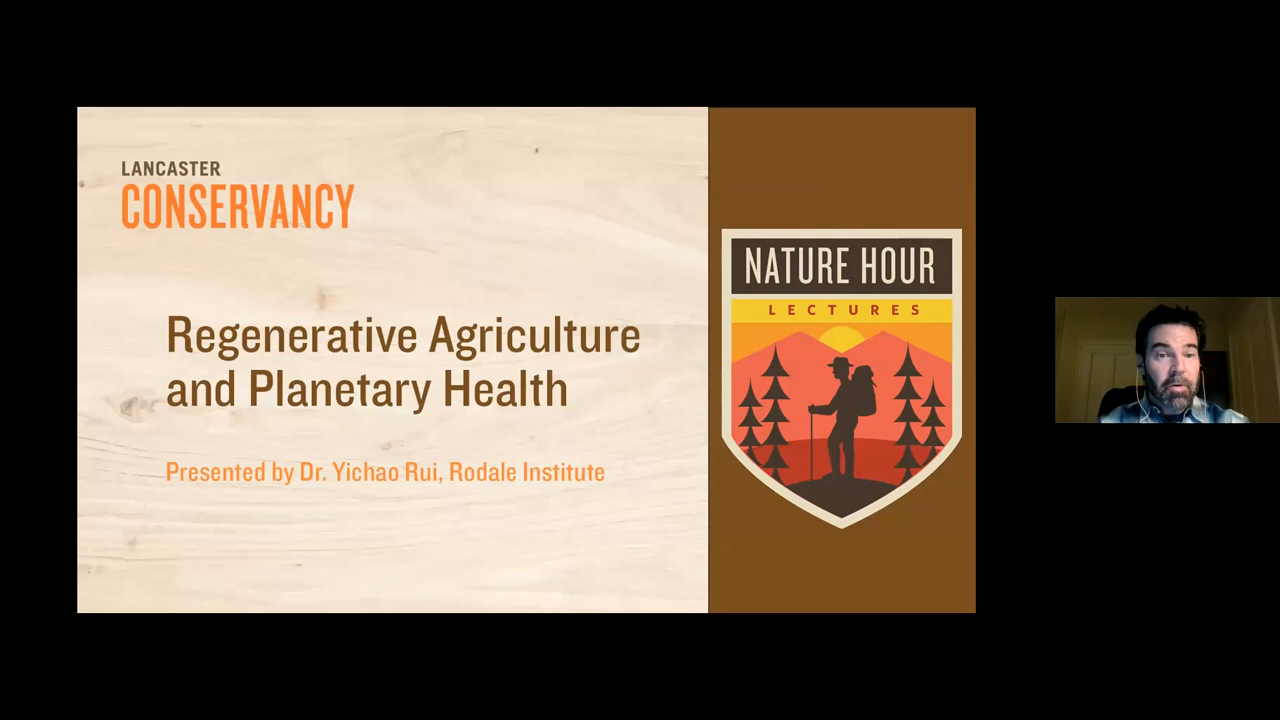 LANCASTER
CONSERVANCY
Regenerative Agriculture
and Planetary Health
Presented by Dr. Yichao Rui, Rodale Institute
NATURE HOUR
LECTURES